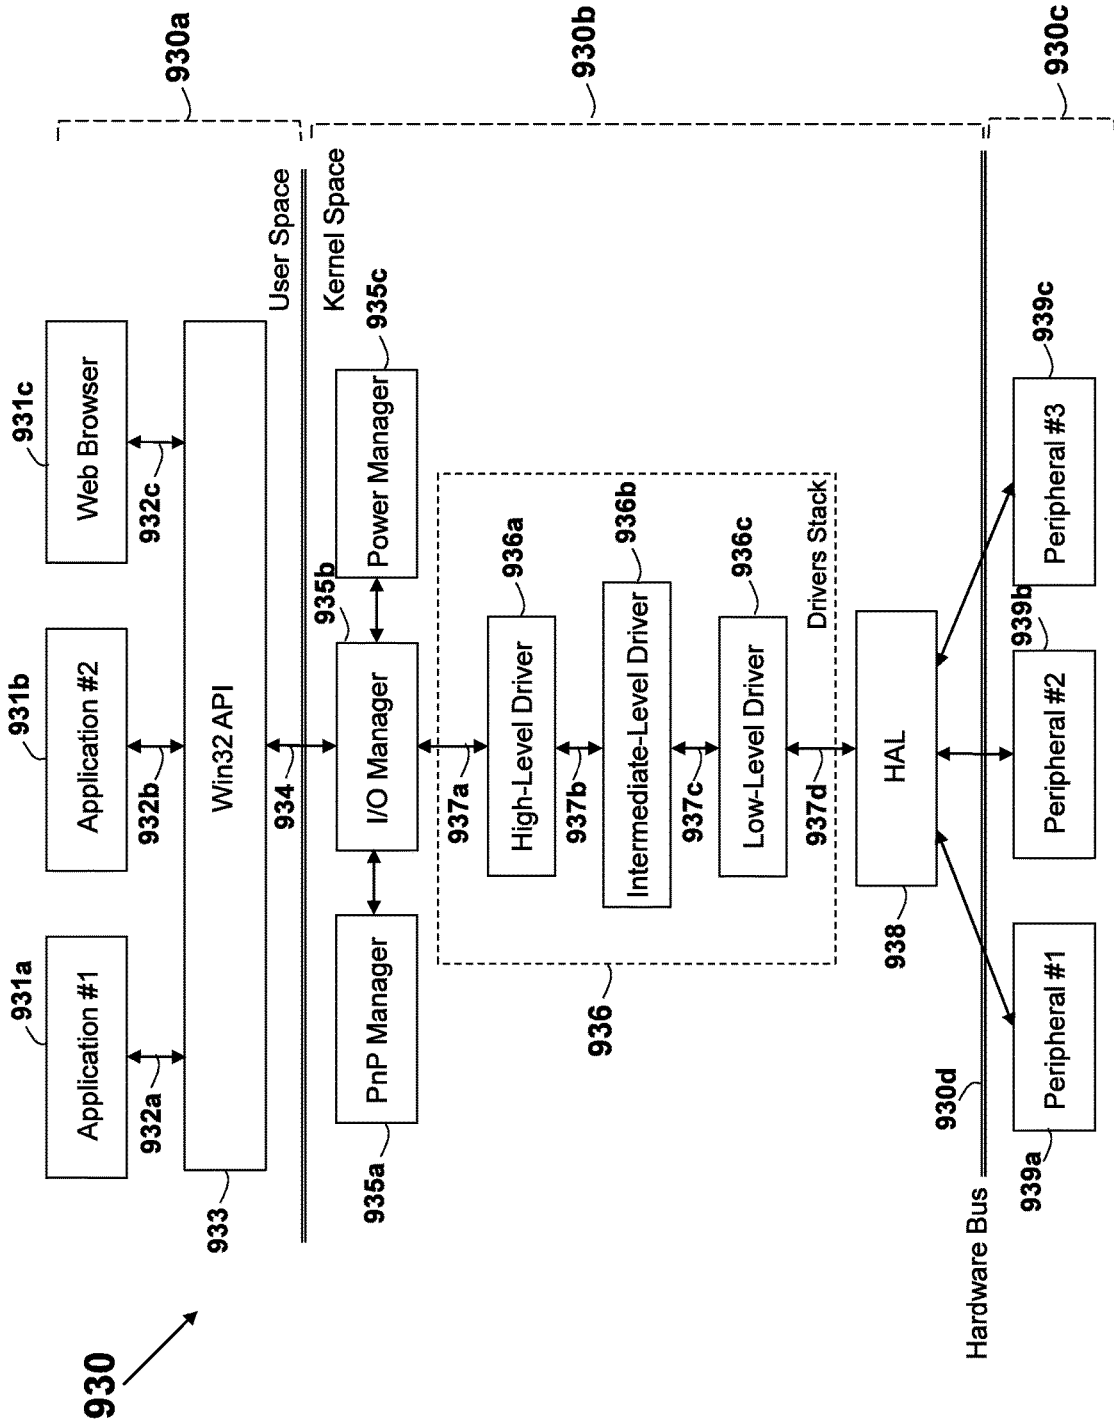 930
931a
Application #1
931b
Application #2
931c
Web Browser
930a
932a
932b
932c
933
Win32 API
User Space
934
Kernel Space
935a
PnP Manager
935b
I/O Manager
935c
Power Manager
930b
937a
936
High-Level Driver
936a
937b
Intermediate-Level Driver
936b
937c
Low-Level Driver
936c
Drivers Stack
937d
938
HAL
930d
Hardware Bus
939a
Peripheral #1
939b
Peripheral #2
939c
Peripheral #3
930c